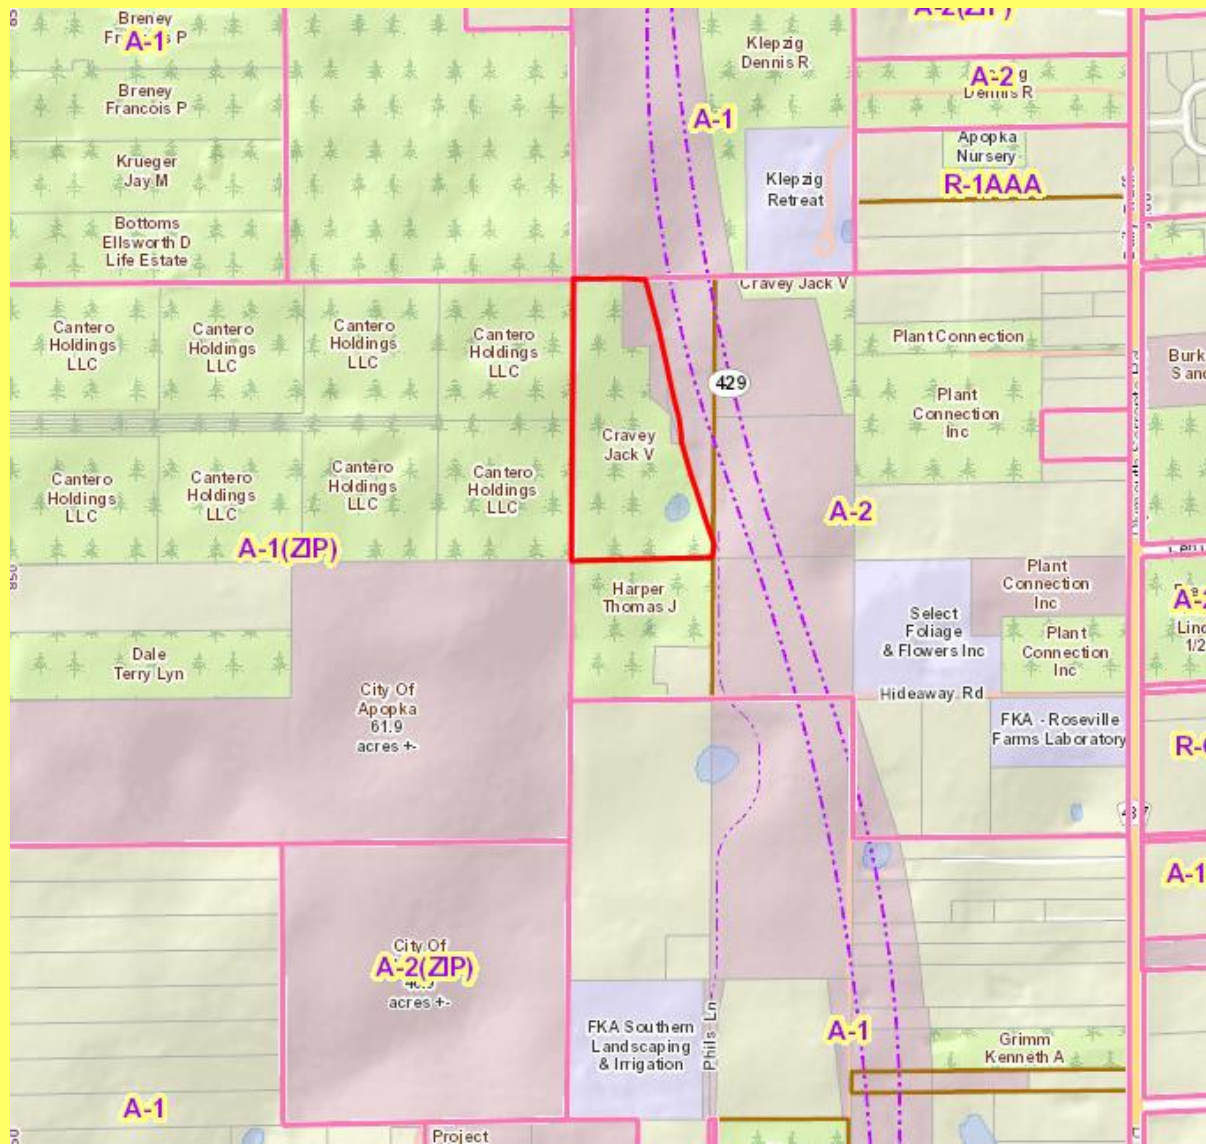 Breney
A-1
Breney
Francois P
Krueger
Jay M
Bottoms
Ellsworth D
Life Estate
Klepzig
Dennis R
A-1
Klepzig
Retreat
A-2(ZIP)
A-2
Dennis R
Apopka
Nursery
R-1AAA
Cravey Jack V
Cantero
Holdings
LLC
Cantero
Holdings
LLC
Cantero
Holdings
LLC
Cantero
Holdings
LLC
429
Plant Connection
Plant
Connection
Inc
Cravey
Jack V
Cantero
Holdings
LLC
Cantero
Holdings
LLC
Cantero
Holdings
LLC
Cantero
Holdings
LLC
A-2
A-1(ZIP)
850
Harper
Thomas J
Plant
Connection
Inc
Select
Foliage
& Flowers Inc
Plant
Connection
Inc
Dale
Terry Lyn
City Of
Apopka
61.9
acres +-
Hideaway Rd
FKA - Roseville
Farms Laboratory
437
A-1
City Of
A-2(ZIP)
acres +-
FKA Southern
Landscaping
& Irrigation
Phils Ln
A-1
Grimm
Kenneth A
A-1
Project